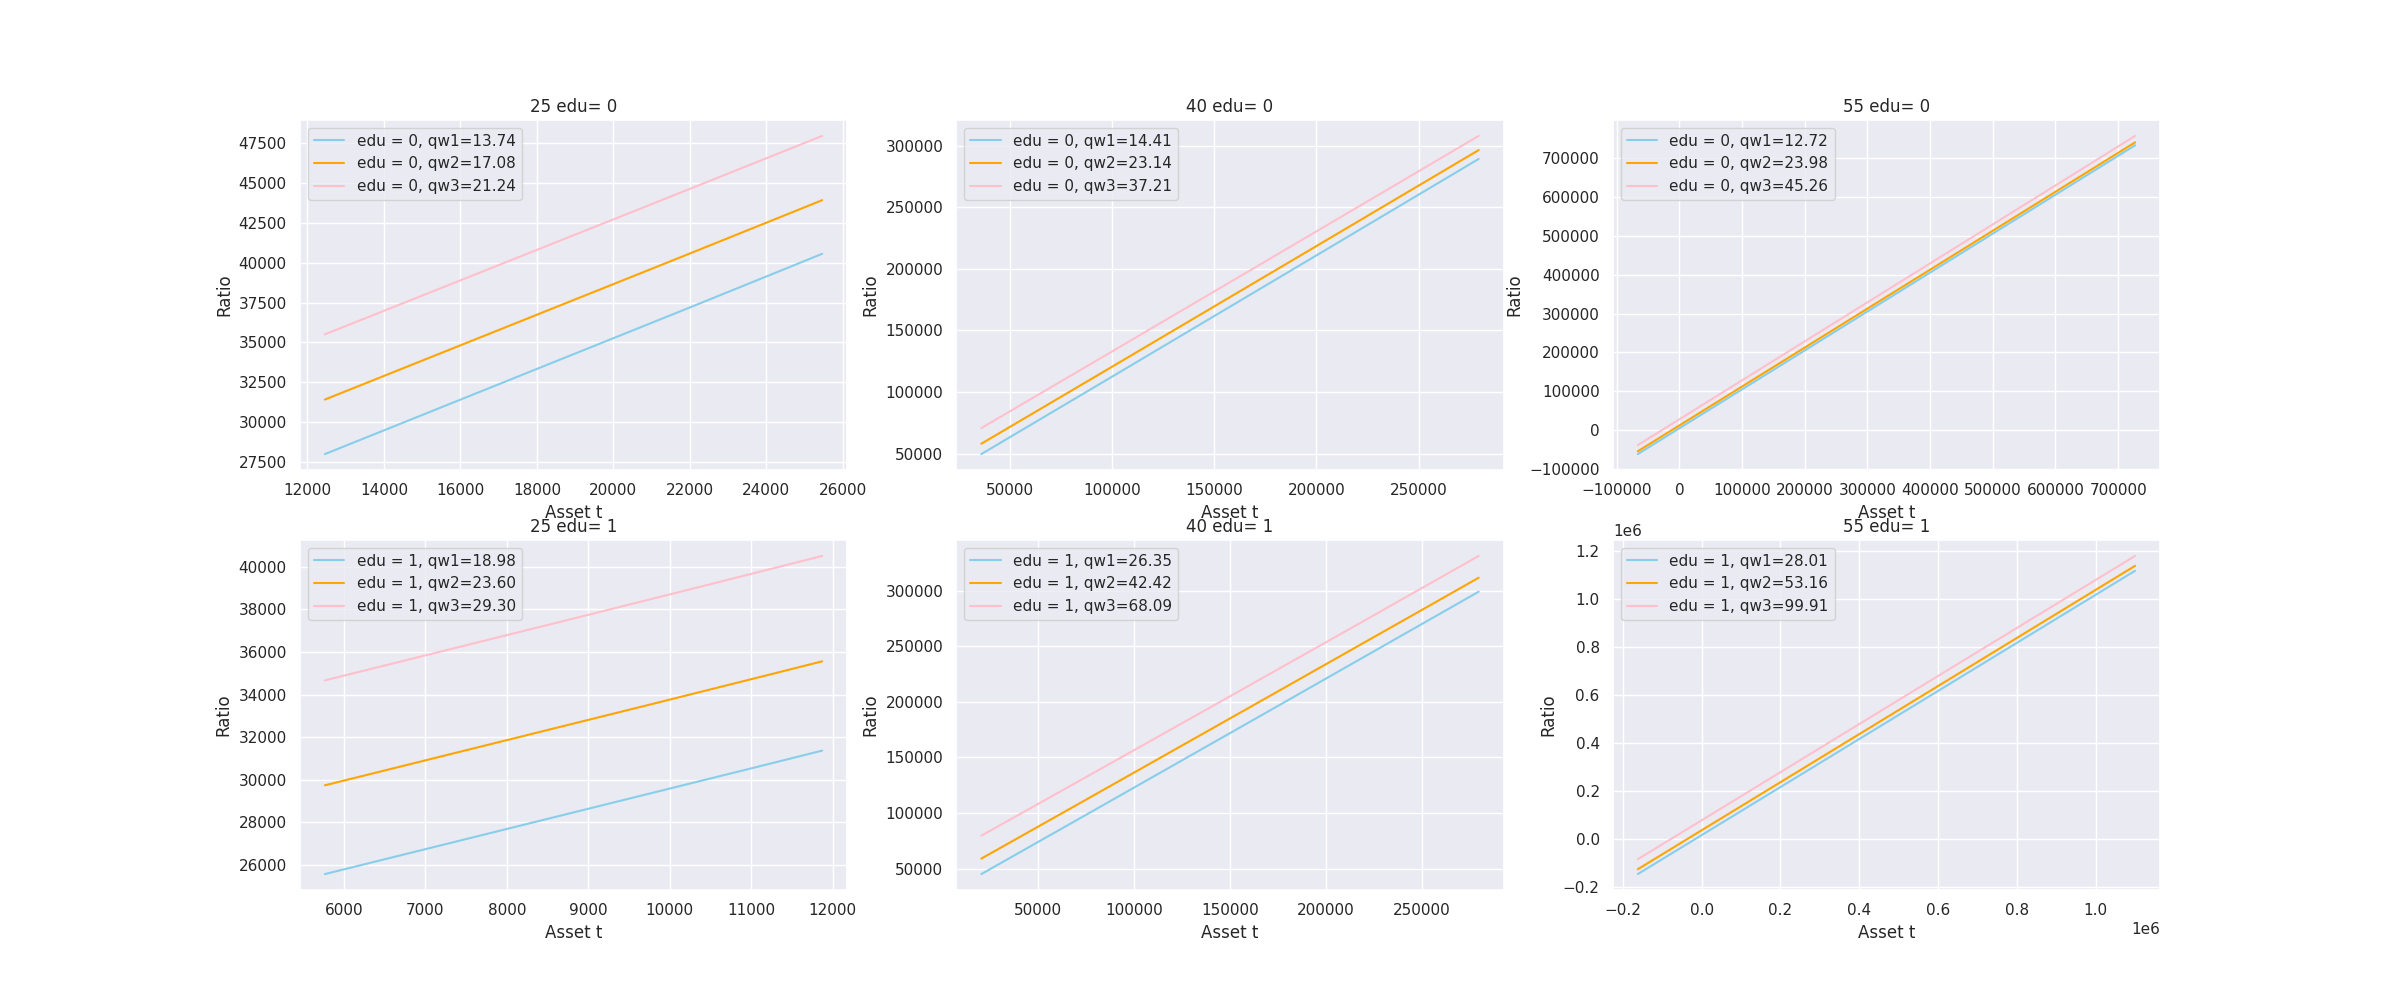 25 edu= 0
edu = 0, qw1=13.74
edu = 0, qw2=17.08
edu = 0, qw3=21.24
47500
45000
42500
40000
37500
35000
32500
30000
27500
Ratio
12000 14000 16000 18000 20000 22000 24000 26000
Asset t
40 edu= 0
edu = 0, qw1=14.41
edu = 0, qw2=23.14
edu = 0, qw3=37.21
300000
250000
200000
150000
100000
50000
Ratio
50000 100000 150000 200000 250000
Asset t
55 edu= 0
edu = 0, qw1=12.72
edu = 0, qw2=23.98
edu = 0, qw3=45.26
700000
600000
500000
400000
300000
200000
100000
0
−100000
Ratio
−100000 0 100000 200000 300000 400000 500000 600000 700000
Asset t
25 edu= 1
edu = 1, qw1=18.98
edu = 1, qw2=23.60
edu = 1, qw3=29.30
40000
38000
36000
34000
32000
30000
28000
26000
Ratio
6000 7000 8000 9000 10000 11000 12000
Asset t
40 edu= 1
edu = 1, qw1=26.35
edu = 1, qw2=42.42
edu = 1, qw3=68.09
300000
250000
200000
150000
100000
50000
Ratio
50000 100000 150000 200000 250000
Asset t
55 edu= 1
1e6
edu = 1, qw1=28.01
edu = 1, qw2=53.16
edu = 1, qw3=99.91
1.2
1.0
0.8
0.6
0.4
0.2
0.0
−0.2
Ratio
−0.2 0.0 0.2 0.4 0.6 0.8 1.0
1e6
Asset t